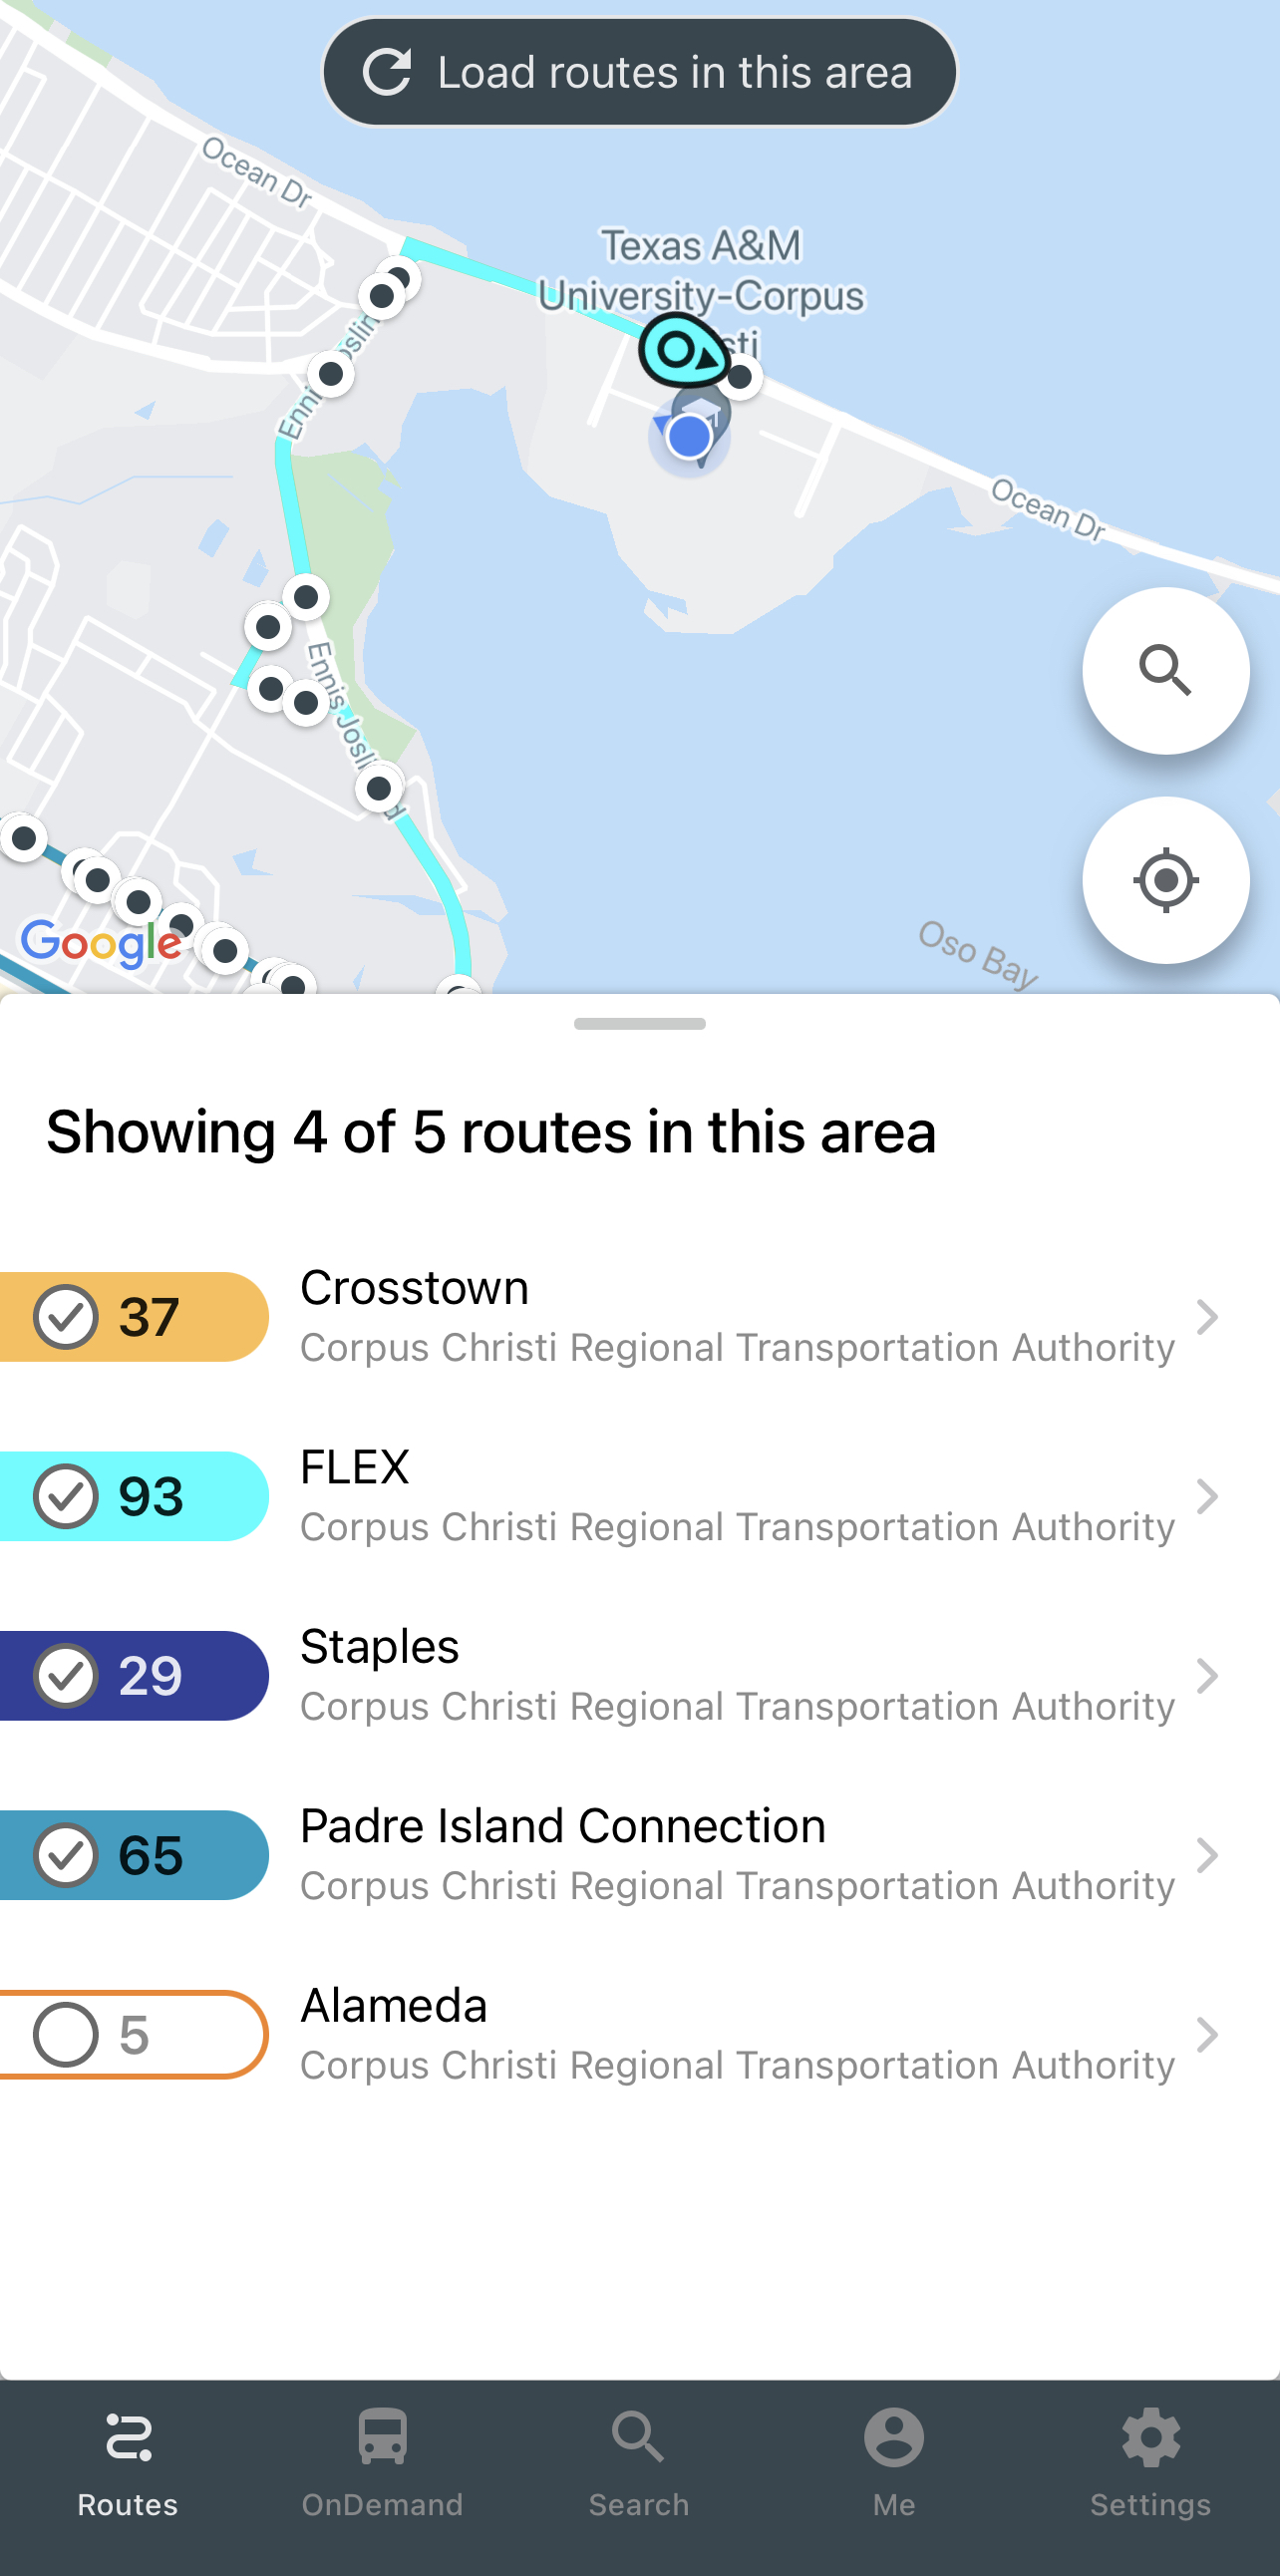 Load routes in this area
Ocean Dr
Texas A&M
University-Corpus
sti
Ennis Joslin
Ocean Dr
Ennis Joslin Rd
Google
Oso Bay
Showing 4 of 5 routes in this area
37
Crosstown
Corpus Christi Regional Transportation Authority
93
FLEX
Corpus Christi Regional Transportation Authority
29
Staples
Corpus Christi Regional Transportation Authority
65
Padre Island Connection
Corpus Christi Regional Transportation Authority
5
Alameda
Corpus Christi Regional Transportation Authority
Routes
OnDemand
Search
Me
Settings